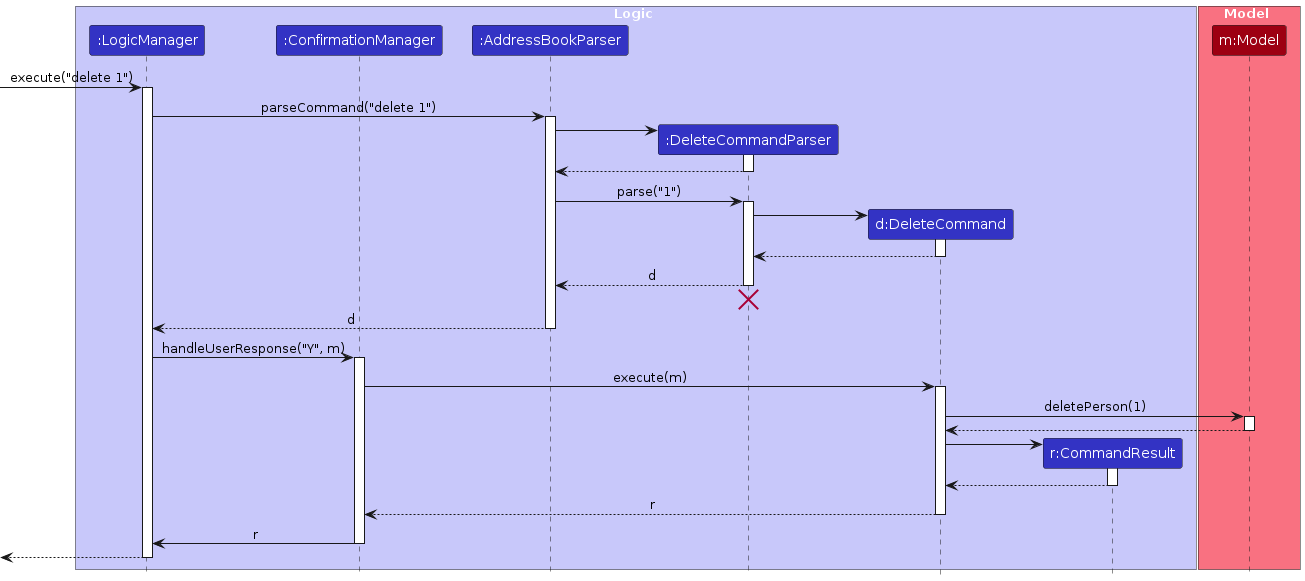 Logic
Model
:LogicManager
:ConfirmationManager
:AddressBookParser
m:Model
execute("delete 1")
parseCommand("delete 1")
:DeleteCommandParser
parse("1")
d:DeleteCommand
d
d
handleUserResponse("Y", m)
execute(m)
deletePerson(1)
r:CommandResult
r
r